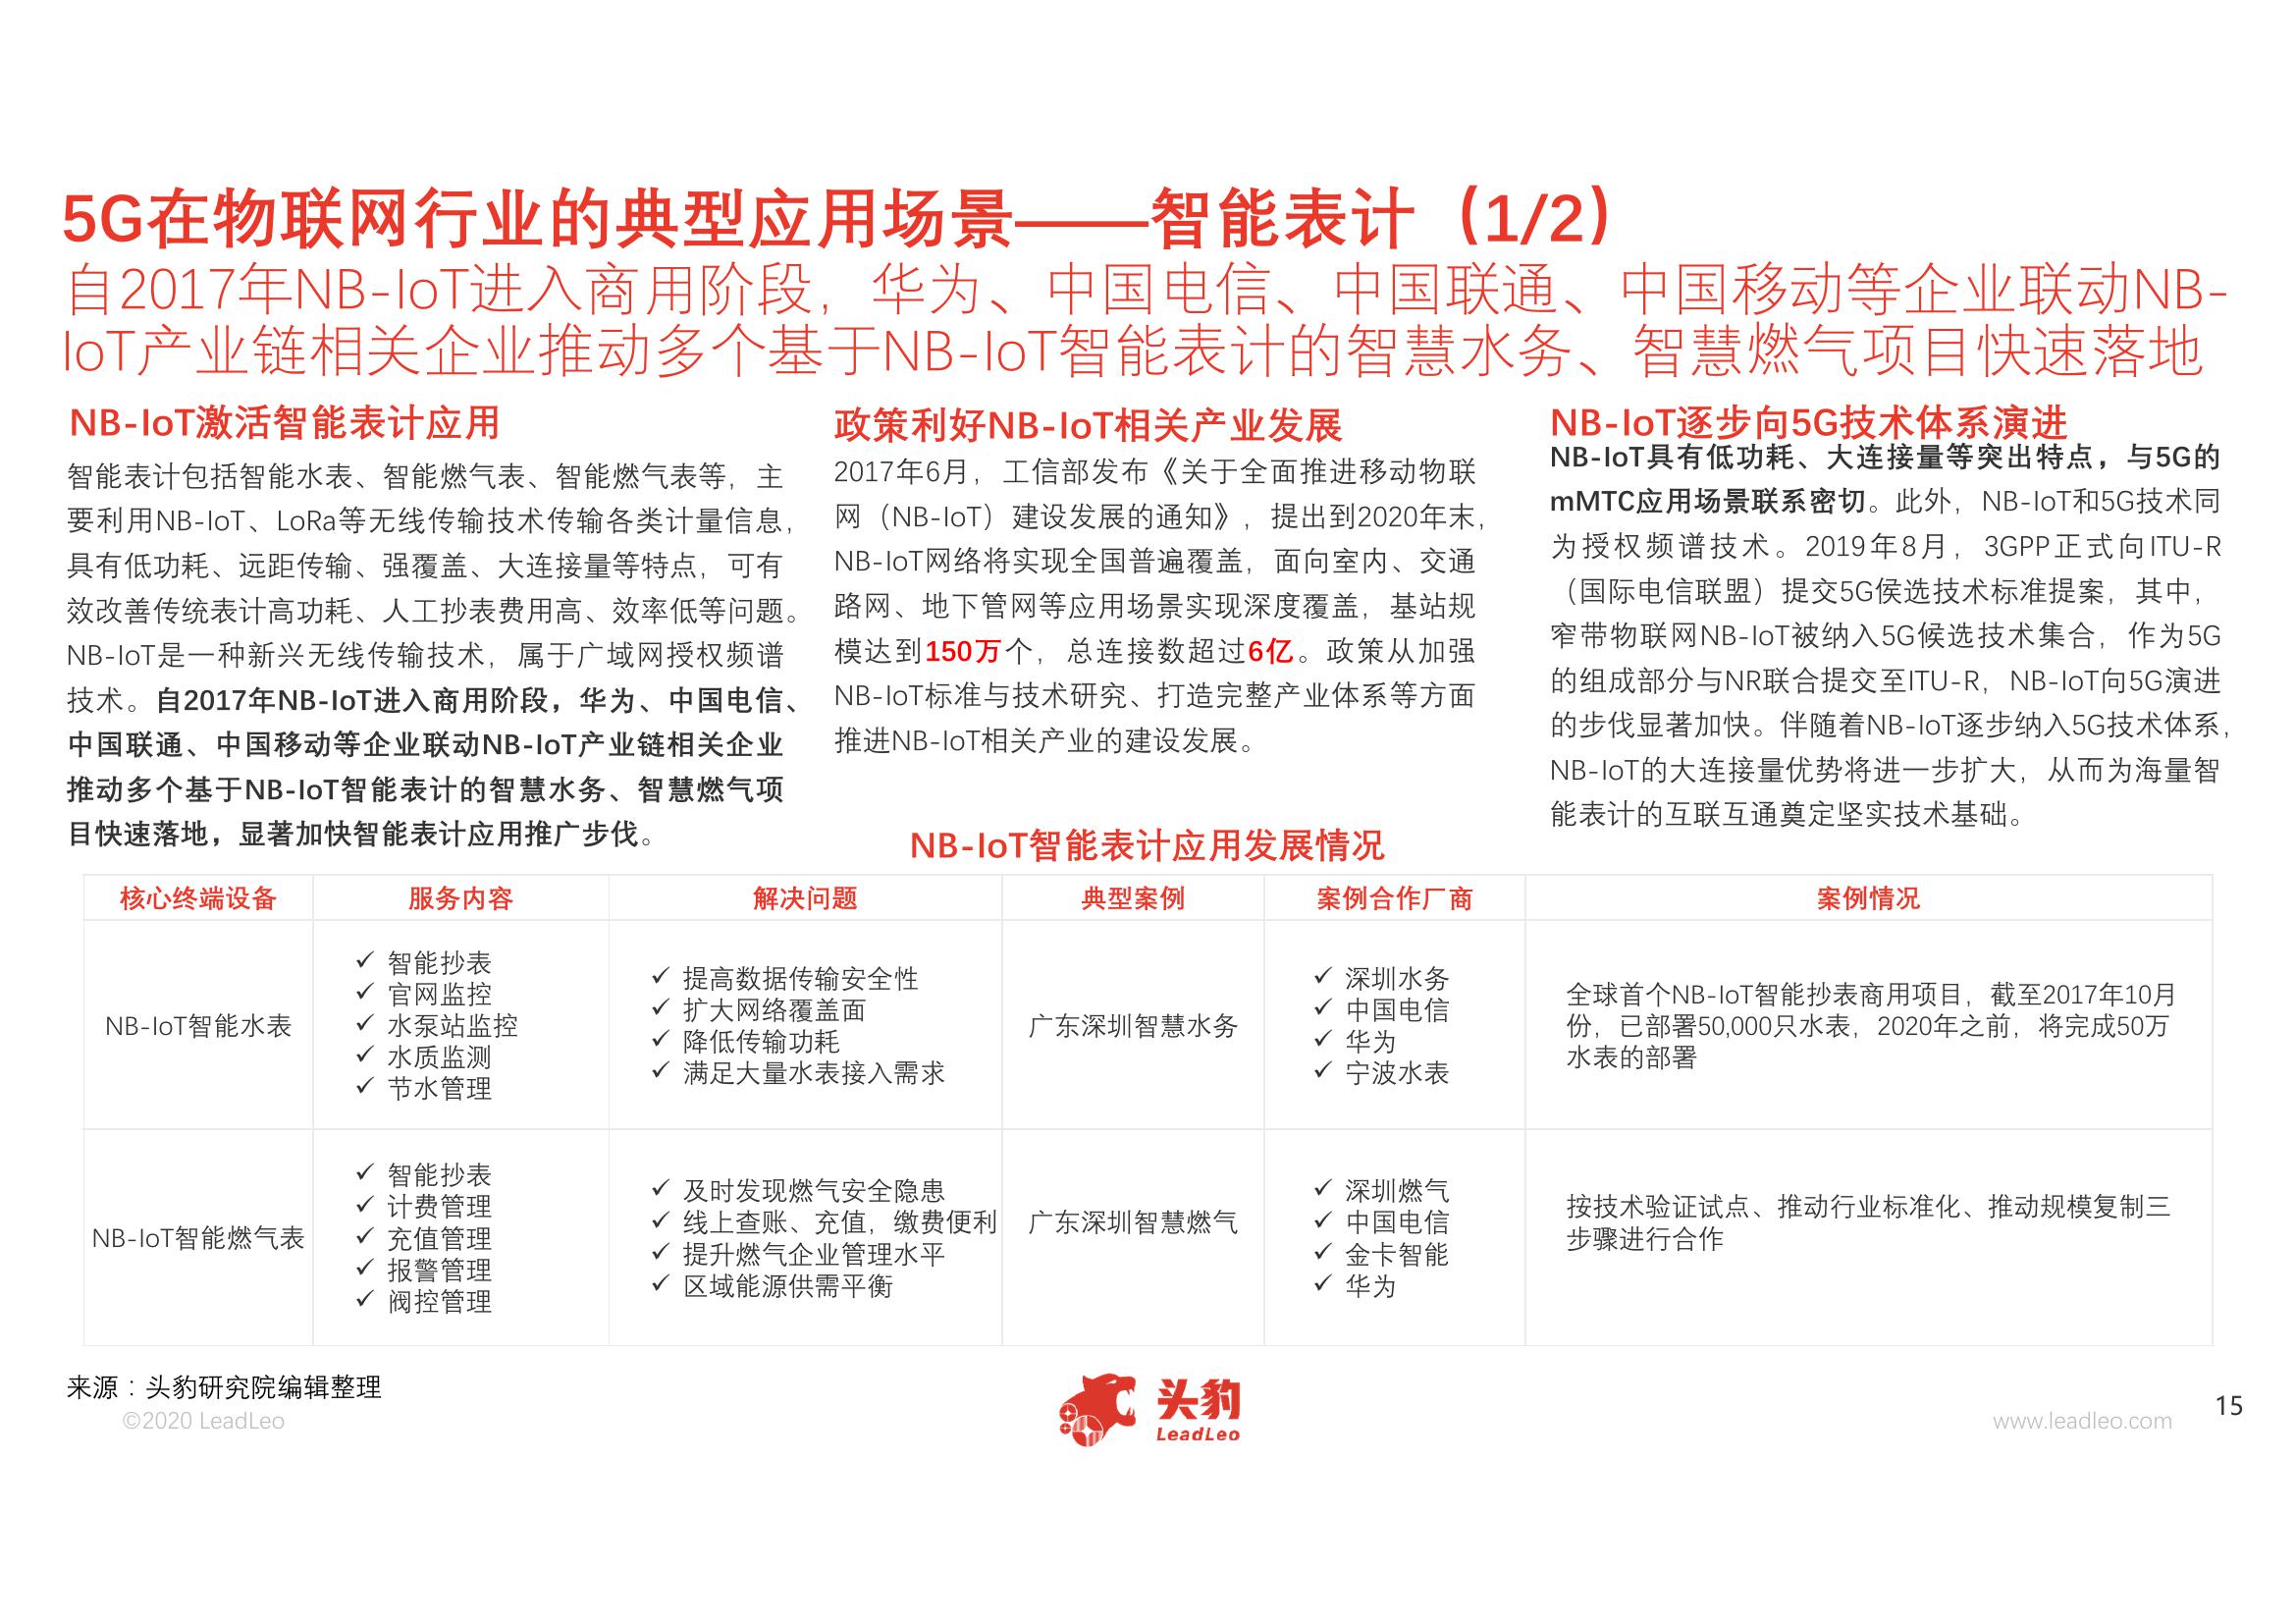 5G在物联网行业的典型应用场景——智能表计（1/2）
自2017年NB-IoT进入商用阶段，华为、中国电信、中国联通、中国移动等企业联动NB-
IoT产业链相关企业推动多个基于NB-IoT智能表计的智慧水务、智慧燃气项目快速落地
NB-IoT激活智能表计应用
智能表计包括智能水表、智能燃气表、智能燃气表等，主
要利用NB-IoT、LoRa等无线传输技术传输各类计量信息，
具有低功耗、远距传输、强覆盖、大连接量等特点，可有
效改善传统表计高功耗、人工抄表费用高、效率低等问题。
NB-IoT是一种新兴无线传输技术，属于广域网授权频谱
技术。自2017年NB-IoT进入商用阶段，华为、中国电信、
中国联通、中国移动等企业联动NB-IoT产业链相关企业
推动多个基于NB-IoT智能表计的智慧水务、智慧燃气项
目快速落地，显著加快智能表计应用推广步伐。
政策利好NB-IoT相关产业发展
2017年6月，工信部发布《关于全面推进移动物联
网（NB-IoT）建设发展的通知》，提出到2020年末，
NB-IoT网络将实现全国普遍覆盖，面向室内、交通
路网、地下管网等应用场景实现深度覆盖，基站规
模达到150万个，总连接数超过6亿。政策从加强
NB-IoT标准与技术研究、打造完整产业体系等方面
推进NB-IoT相关产业的建设发展。
NB-IoT逐步向5G技术体系演进
NB-IoT具有低功耗、大连接量等突出特点，与5G的
mMTC应用场景联系密切。此外，NB-IoT和5G技术同
为授权频谱技术。2019年8月，3GPP正式向ITU-R
（国际电信联盟）提交5G候选技术标准提案，其中，
窄带物联网NB-IoT被纳入5G候选技术集合，作为5G
的组成部分与NR联合提交至ITU-R，NB-IoT向5G演进
的步伐显著加快。伴随着NB-IoT逐步纳入5G技术体系，
NB-IoT的大连接量优势将进一步扩大，从而为海量智
能表计的互联互通奠定坚实技术基础。
NB-IoT智能表计应用发展情况
核心终端设备 服务内容 解决问题 典型案例 案例合作厂商 案例情况
NB-IoT智能水表
✓ 智能抄表
✓ 官网监控
✓ 水泵站监控
✓ 水质监测
✓ 节水管理
✓ 提高数据传输安全性
✓ 扩大网络覆盖面
✓ 降低传输功耗
✓ 满足大量水表接入需求
广东深圳智慧水务
✓ 深圳水务
✓ 中国电信
✓ 华为
✓ 宁波水表
全球首个NB-IoT智能抄表商用项目，截至2017年10月
份，已部署50,000只水表，2020年之前，将完成50万
水表的部署
NB-IoT智能燃气表
✓ 智能抄表
✓ 计费管理
✓ 充值管理
✓ 报警管理
✓ 阀控管理
✓ 及时发现燃气安全隐患
✓ 线上查账、充值，缴费便利
✓ 提升燃气企业管理水平
✓ 区域能源供需平衡
广东深圳智慧燃气
✓ 深圳燃气
✓ 中国电信
✓ 金卡智能
✓ 华为
按技术验证试点、推动行业标准化、推动规模复制三
步骤进行合作
来源：头豹研究院编辑整理
©2020 LeadLeo
头豹
LeadLeo
www.leadleo.com
15